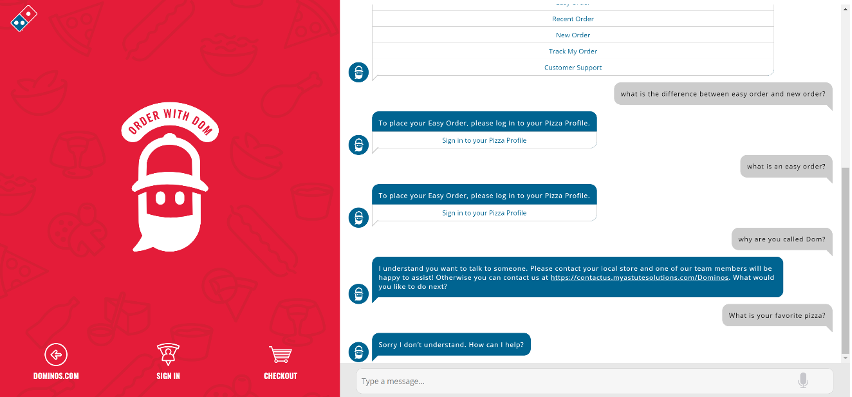 ORDER WITH DOM
DOMINOS.COM
SIGN IN
CHECKOUT
Recent Order
New Order
Track My Order
Customer Support
what is the difference between easy order and new order?
To place your Easy Order, please log in to your Pizza Profile.
Sign in to your Pizza Profile
what is an easy order?
To place your Easy Order, please log in to your Pizza Profile.
Sign in to your Pizza Profile
why are you called Dom?
I understand you want to talk to someone. Please contact your local store and one of our team members will be
happy to assist! Otherwise you can contact us at https://contactus.myastutesolutions.com/Dominos. What would
you like to do next?
What is your favorite pizza?
Sorry I don't understand. How can I help?
Type a message...